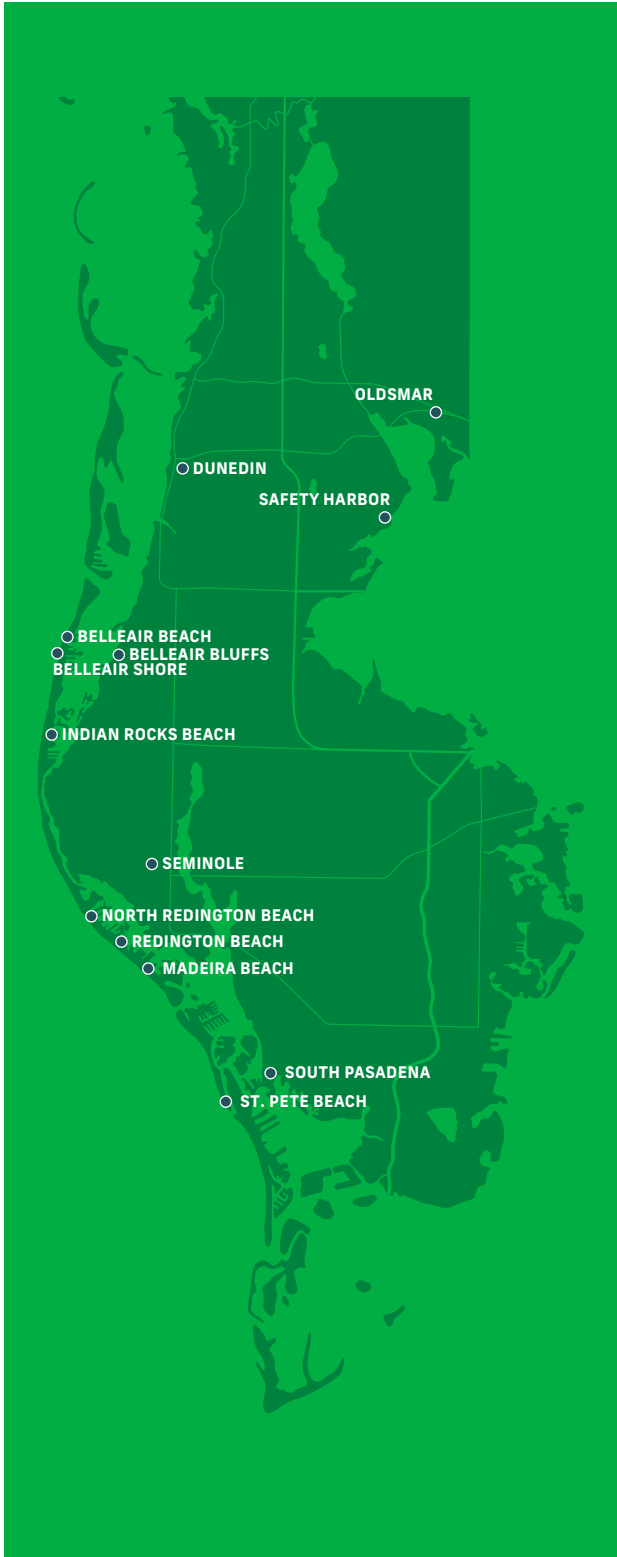 OLDSMAR
DUNEDIN
SAFETY HARBOR
BELLEAIR BEACH
BELLEAIR BLUFFS
BELLEAIR SHORE
INDIAN ROCKS BEACH
SEMINOLE
NORTH REDINGTON BEACH
REDINGTON BEACH
MADEIRA BEACH
SOUTH PASADENA
ST. PETE BEACH